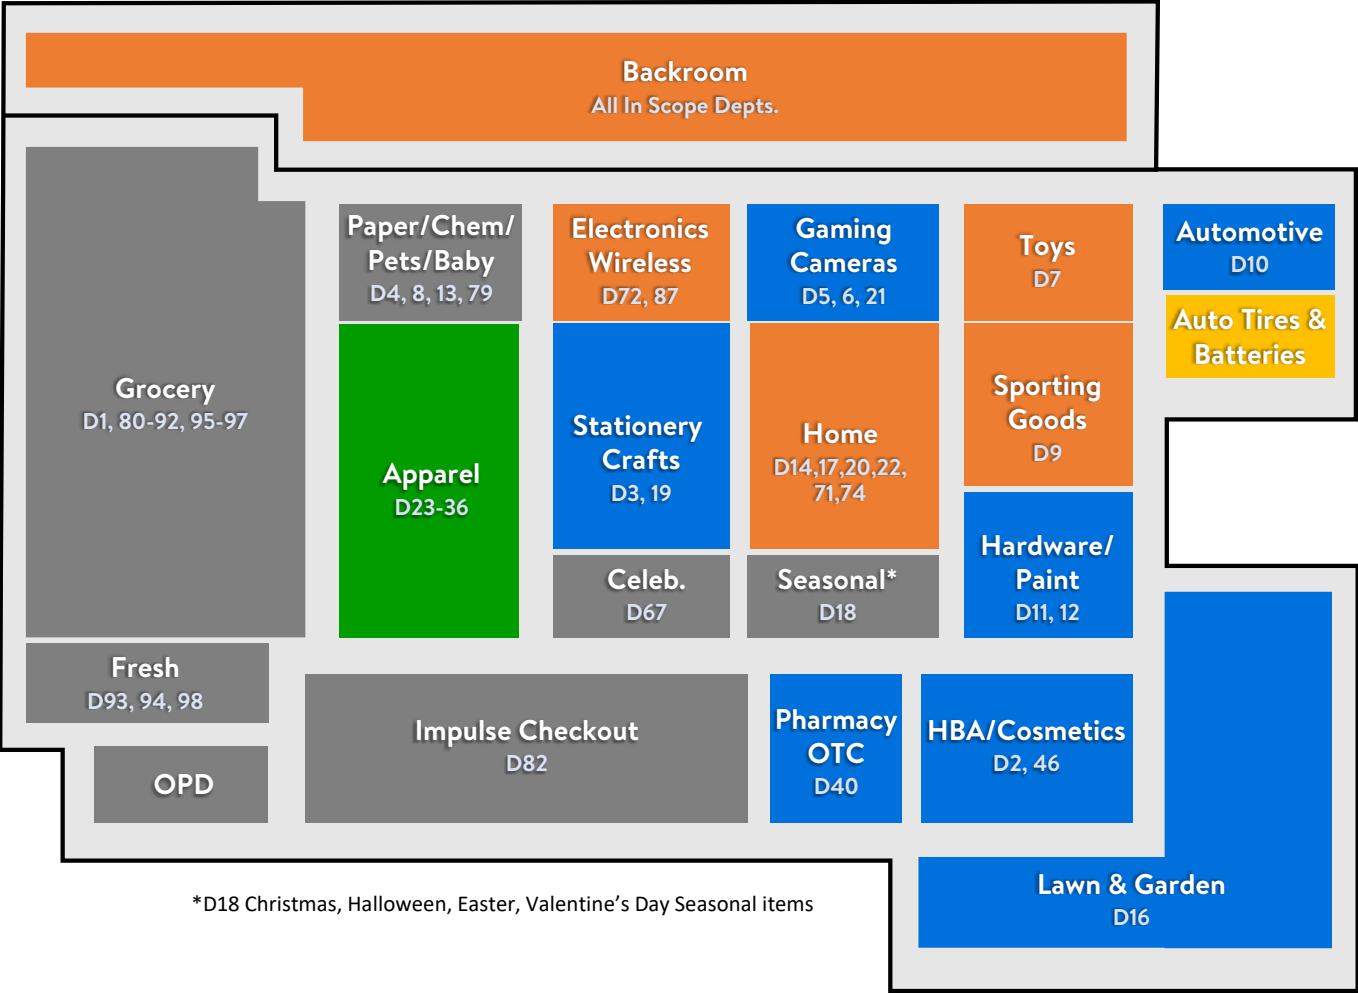 Backroom
All In Scope Depts.
Paper/Chem/
Pets/Baby
D4, 8, 13, 79
Electronics
Wireless
D72, 87
Gaming
Cameras
D5, 6, 21
Toys
D7
Automotive
D10
Auto Tires &
Batteries
Grocery
D1, 80-92, 95-97
Apparel
D23-36
Stationery
Crafts
D3, 19
Home
D14,17,20,22,
71,74
Sporting
Goods
D9
Hardware/
Paint
D11, 12
Celeb.
D67
Seasonal*
D18
Fresh
D93, 94, 98
OPD
Impulse Checkout
D82
Pharmacy
OTC
D40
HBA/Cosmetics
D2, 46
Lawn & Garden
D16
*D18 Christmas, Halloween, Easter, Valentine’s Day Seasonal items